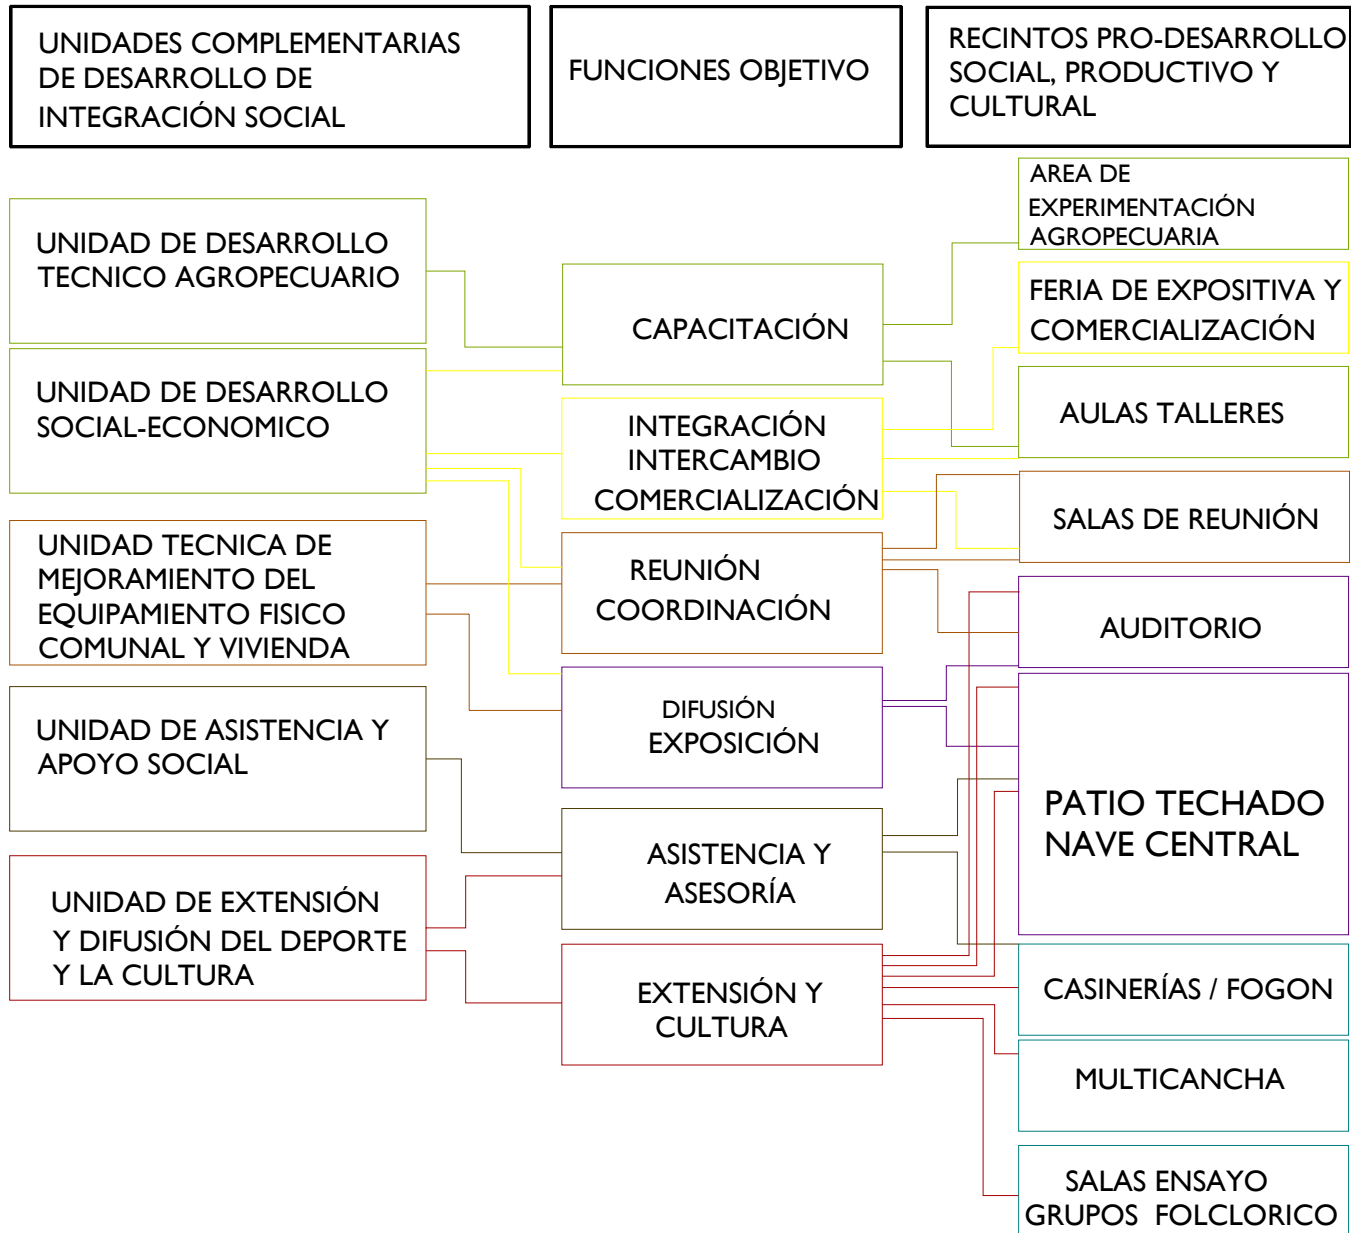 UNIDADES COMPLEMENTARIAS
DE DESARROLLO DE
INTEGRACIÓN SOCIAL
FUNCIONES OBJETIVO
RECINTOS PRO-DESARROLLO
SOCIAL, PRODUCTIVO Y
CULTURAL
UNIDAD DE DESARROLLO
TECNICO AGROPECUARIO
UNIDAD DE DESARROLLO
SOCIAL-ECONOMICO
UNIDAD TECNICA DE
MEJORAMIENTO DEL
EQUIPAMIENTO FISICO
COMUNAL Y VIVIENDA
UNIDAD DE ASISTENCIA Y
APOYO SOCIAL
UNIDAD DE EXTENSIÓN
Y DIFUSIÓN DEL DEPORTE
Y LA CULTURA
CAPACITACIÓN
INTEGRACIÓN
INTERCAMBIO
COMERCIALIZACIÓN
REUNIÓN
COORDINACIÓN
DIFUSIÓN
EXPOSICIÓN
ASISTENCIA Y
ASESORÍA
EXTENSIÓN Y
CULTURA
AREA DE
EXPERIMENTACIÓN
AGROPECUARIA
FERIA DE EXPOSITIVA Y
COMERCIALIZACIÓN
AULAS TALLERES
SALAS DE REUNIÓN
AUDITORIO
PATIO TECHADO
NAVE CENTRAL
CASINERÍAS / FOGON
MULTICANCHA
SALAS ENSAYO
GRUPOS FOLCLORICO